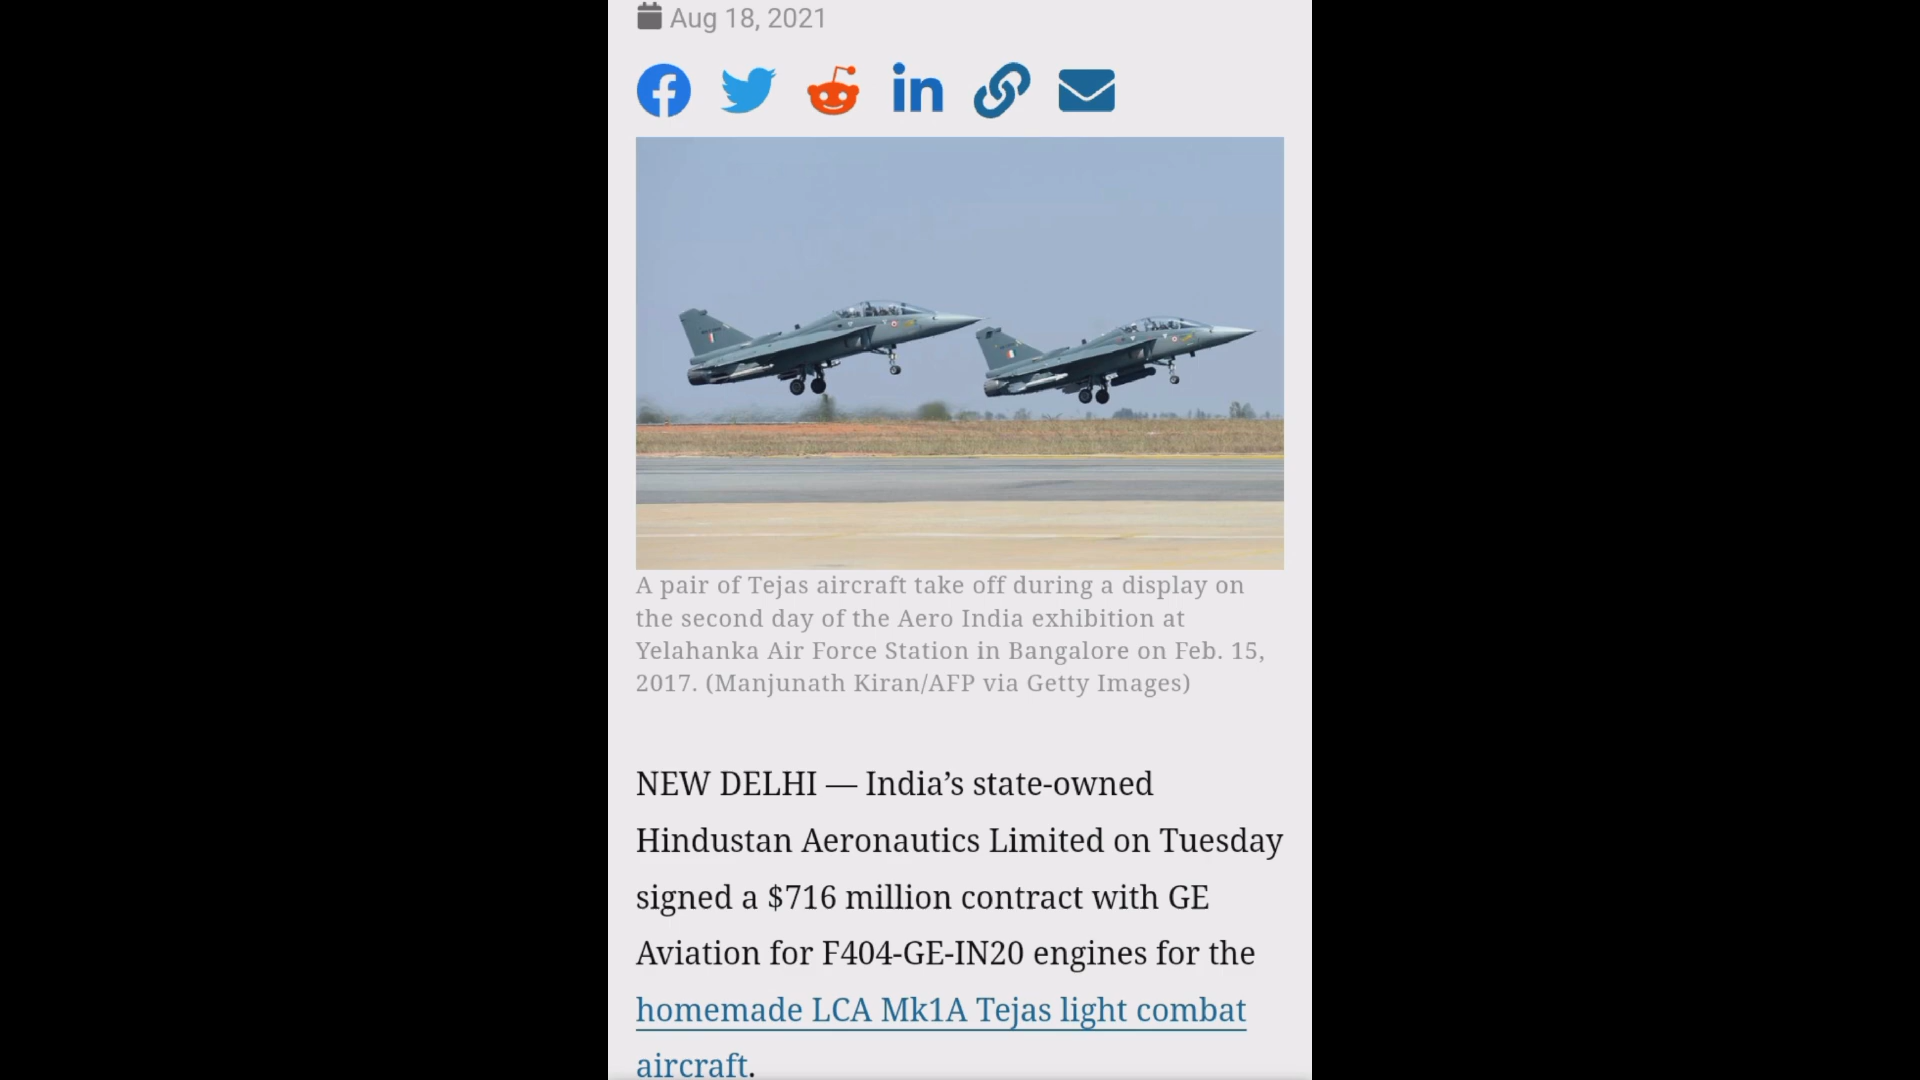 Aug 18, 2021
A pair of Tejas aircraft take off during a display on
the second day of the Aero India exhibition at
Yelahanka Air Force Station in Bangalore on Feb. 15,
2017. (Manjunath Kiran/AFP via Getty Images)
NEW DELHI — India’s state-owned
Hindustan Aeronautics Limited on Tuesday
signed a $716 million contract with GE
Aviation for F404-GE-IN20 engines for the
homemade LCA Mk1A Tejas light combat
aircraft.